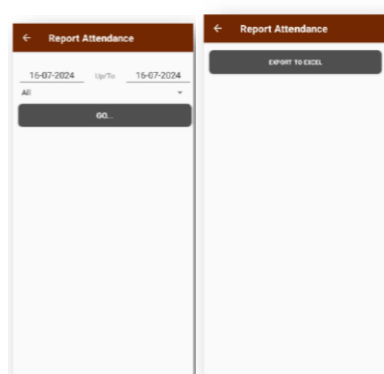 Report Attendance
16-07-2024 Up/To 16-07-2024
All
GO...
Report Attendance
EXPORT TO EXCEL